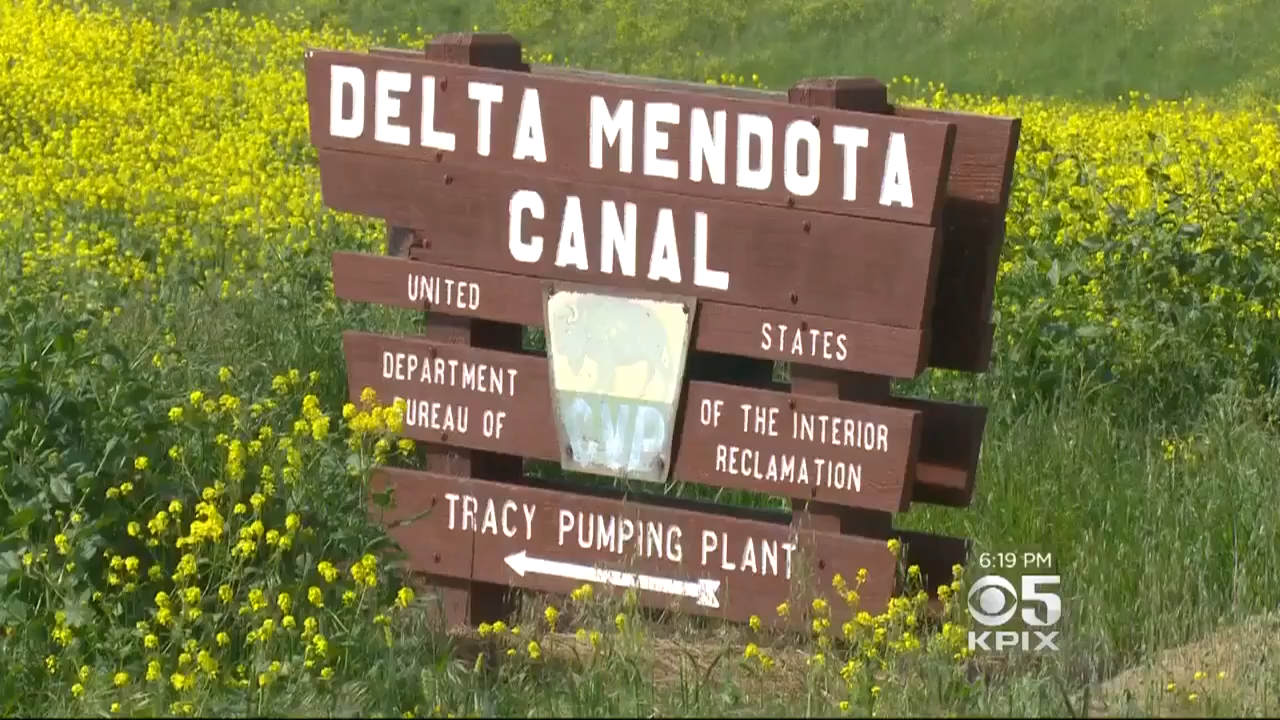 DELTA MENDOTA
CANAL
UNITED STATES
DEPARTMENT OF THE INTERIOR
BUREAU OF RECLAMATION
TRACY PUMPING PLANT
6:19 PM
5
KPIX